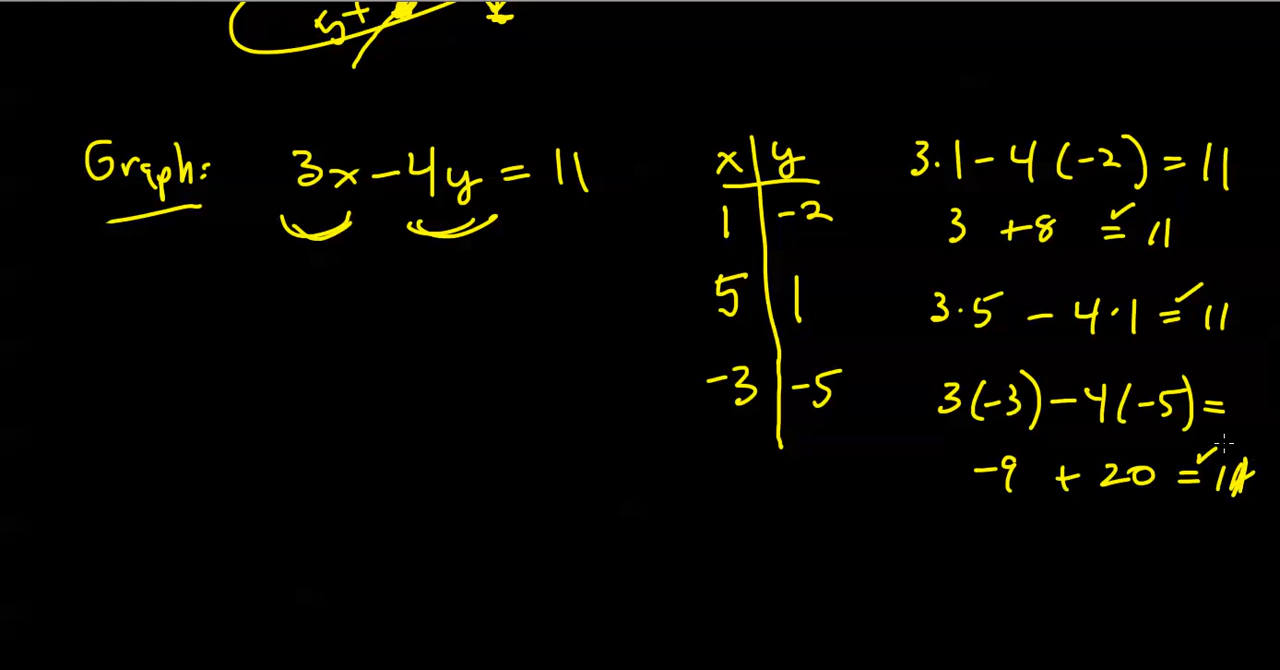 5+
Graph: 3x - 4y = 11
x | y
1 | -2
5 | 1
-3 | -5
3·1 - 4(-2) = 11
3 + 8 = 11
3·5 - 4·1 = 11
3(-3) - 4(-5) =
-9 + 20 = 11